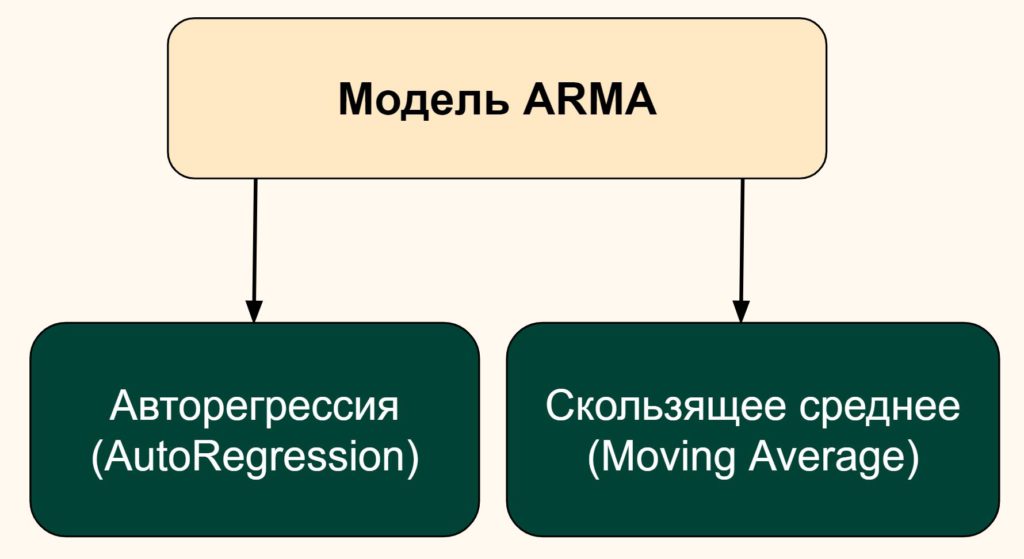 Модель ARMA
Авторегрессия
(AutoRegression)
Скользящее среднее
(Moving Average)